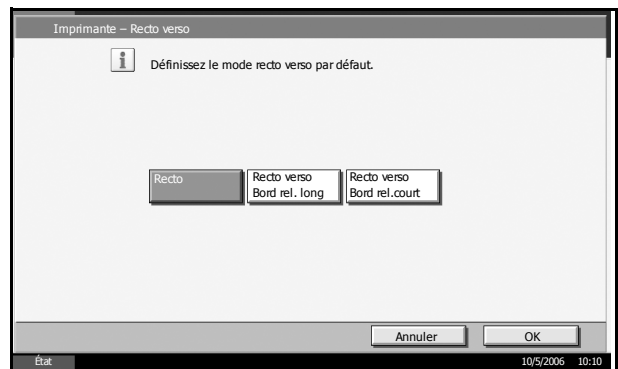 Imprimante – Recto verso
Définissez le mode recto verso par défaut.
Recto
Recto verso
Bord rel. long
Recto verso
Bord rel.court
Annuler
OK
État
10/5/2006 10:10